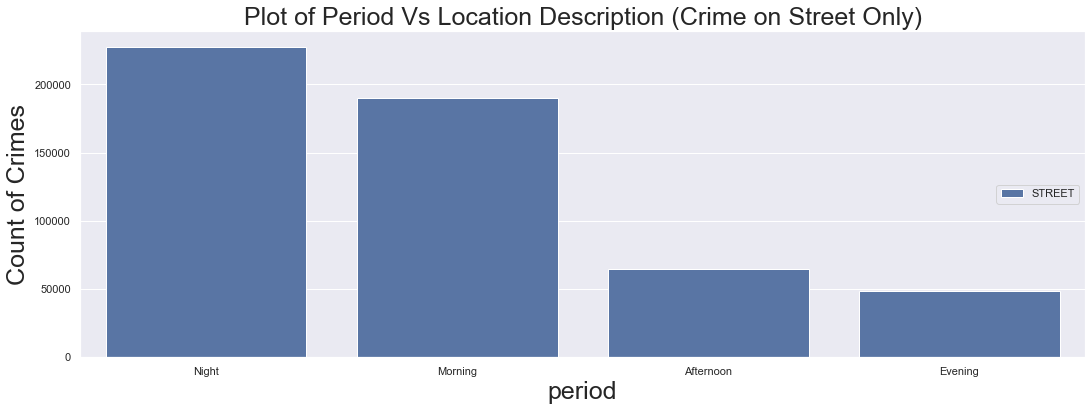 Plot of Period Vs Location Description (Crime on Street Only)
Count of Crimes
200000
150000
100000
50000
0
STREET
Night Morning Afternoon Evening
period